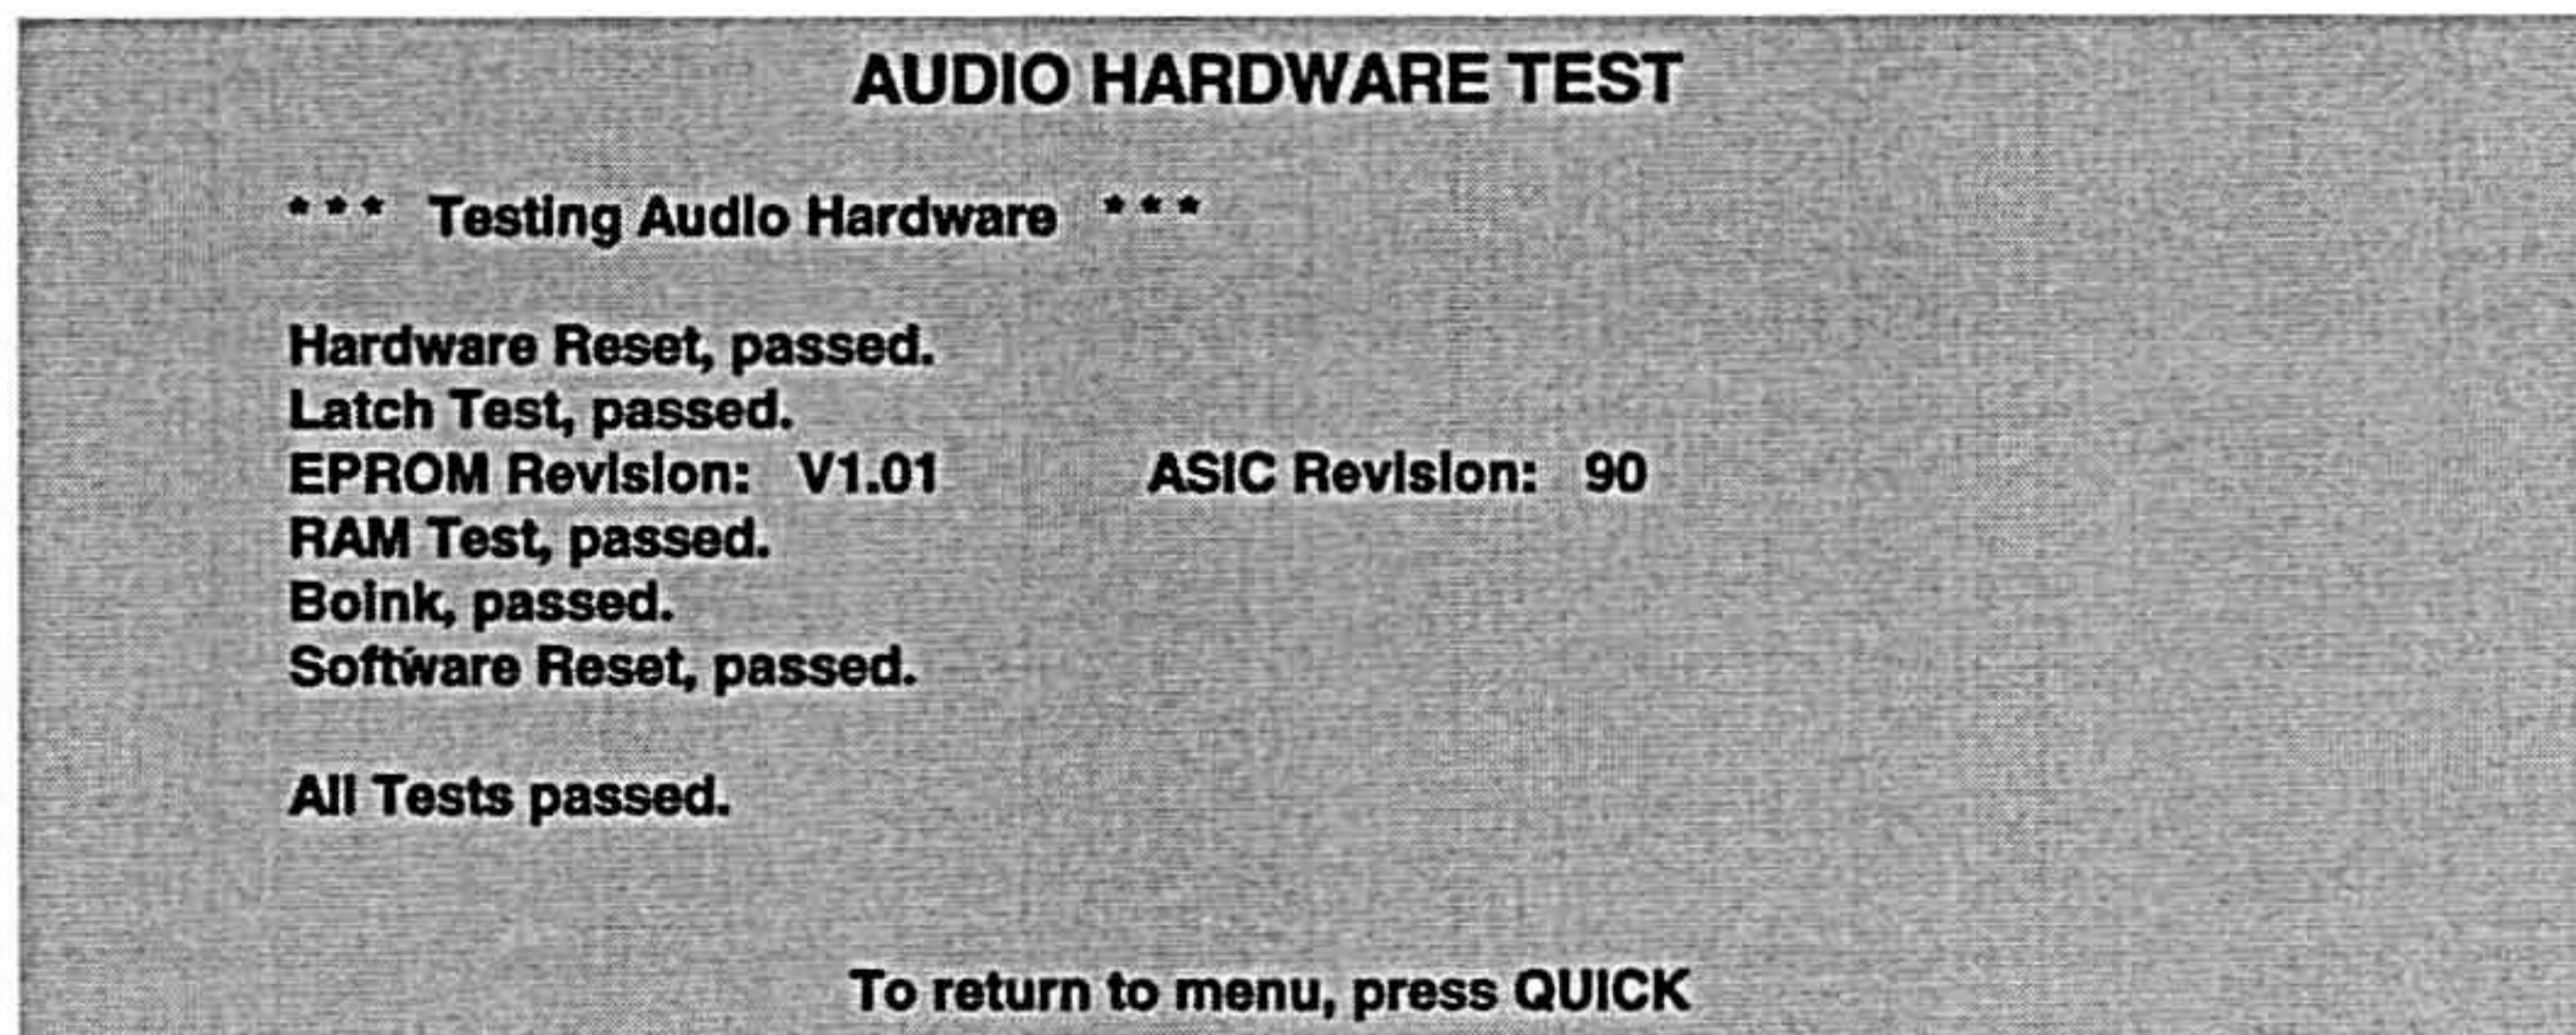 AUDIO HARDWARE TEST
*** Testing Audio Hardware ***
Hardware Reset, passed.
Latch Test, passed.
EPROM Revision: V1.01 ASIC Revision: 90
RAM Test, passed.
Boink, passed.
Software Reset, passed.
All Tests passed.
To return to menu, press QUICK